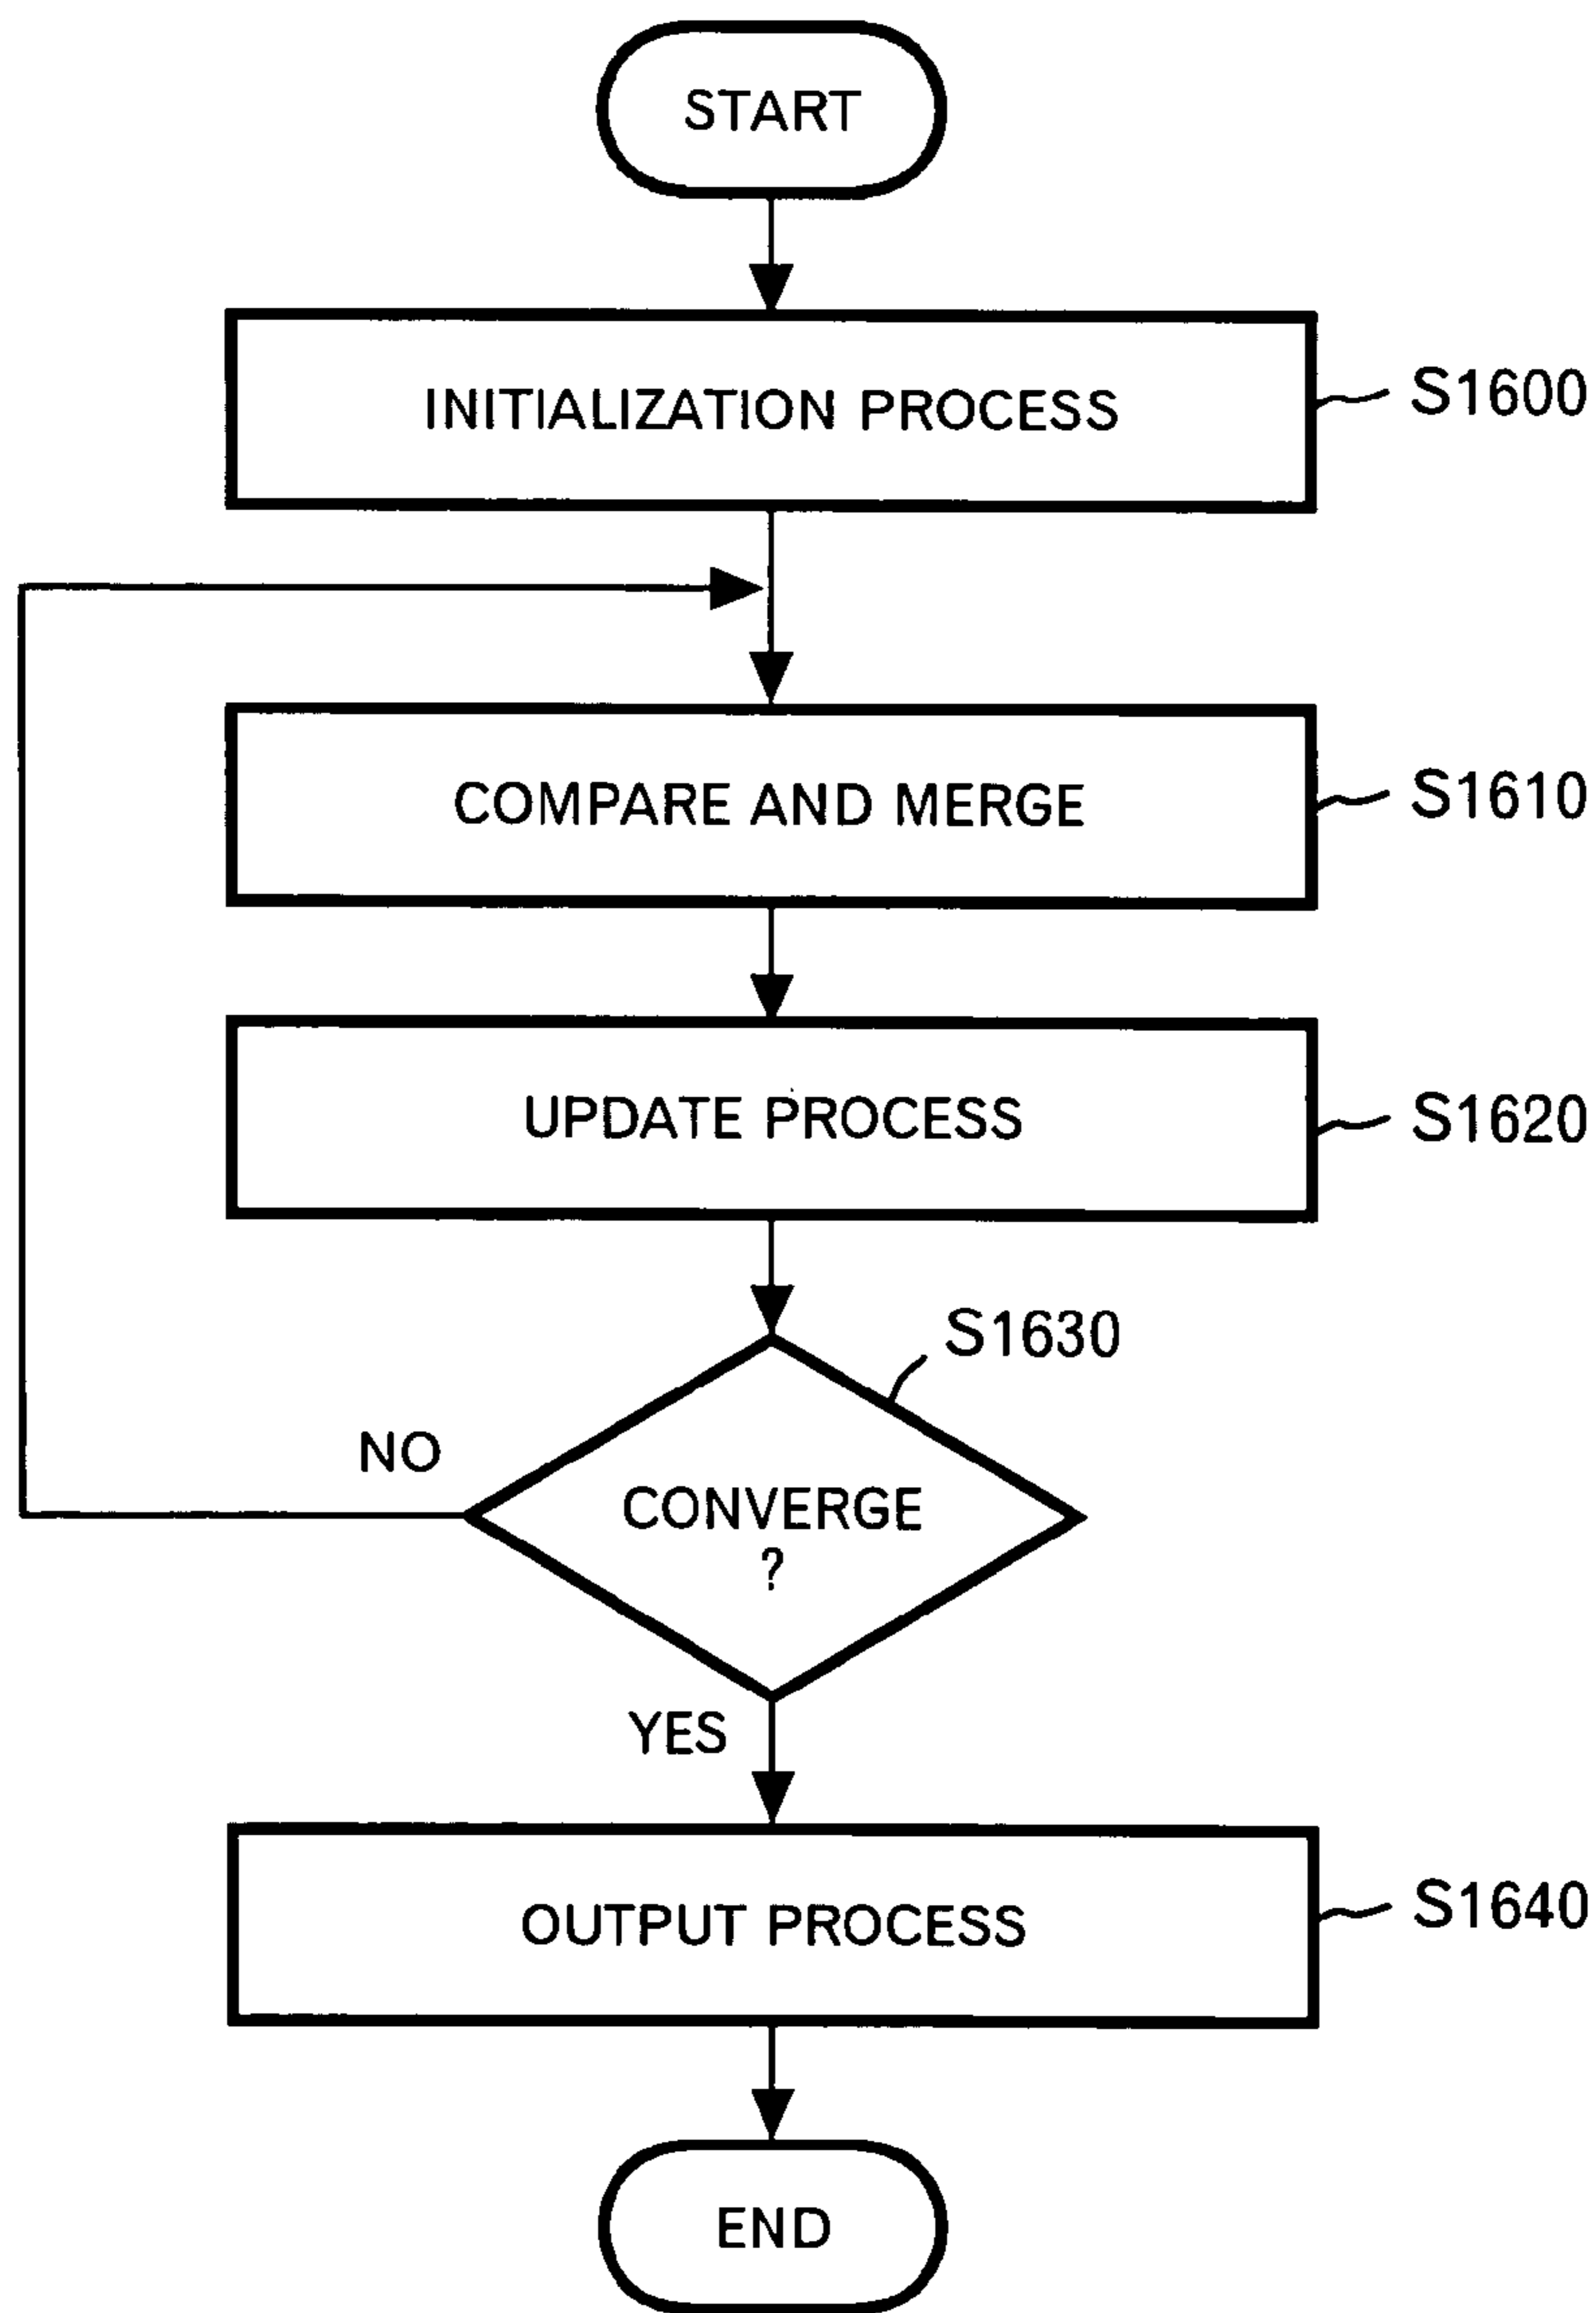 START
INITIALIZATION PROCESS
S1600
COMPARE AND MERGE
S1610
UPDATE PROCESS
S1620
S1630
NO
CONVERGE
?
YES
OUTPUT PROCESS
S1640
END